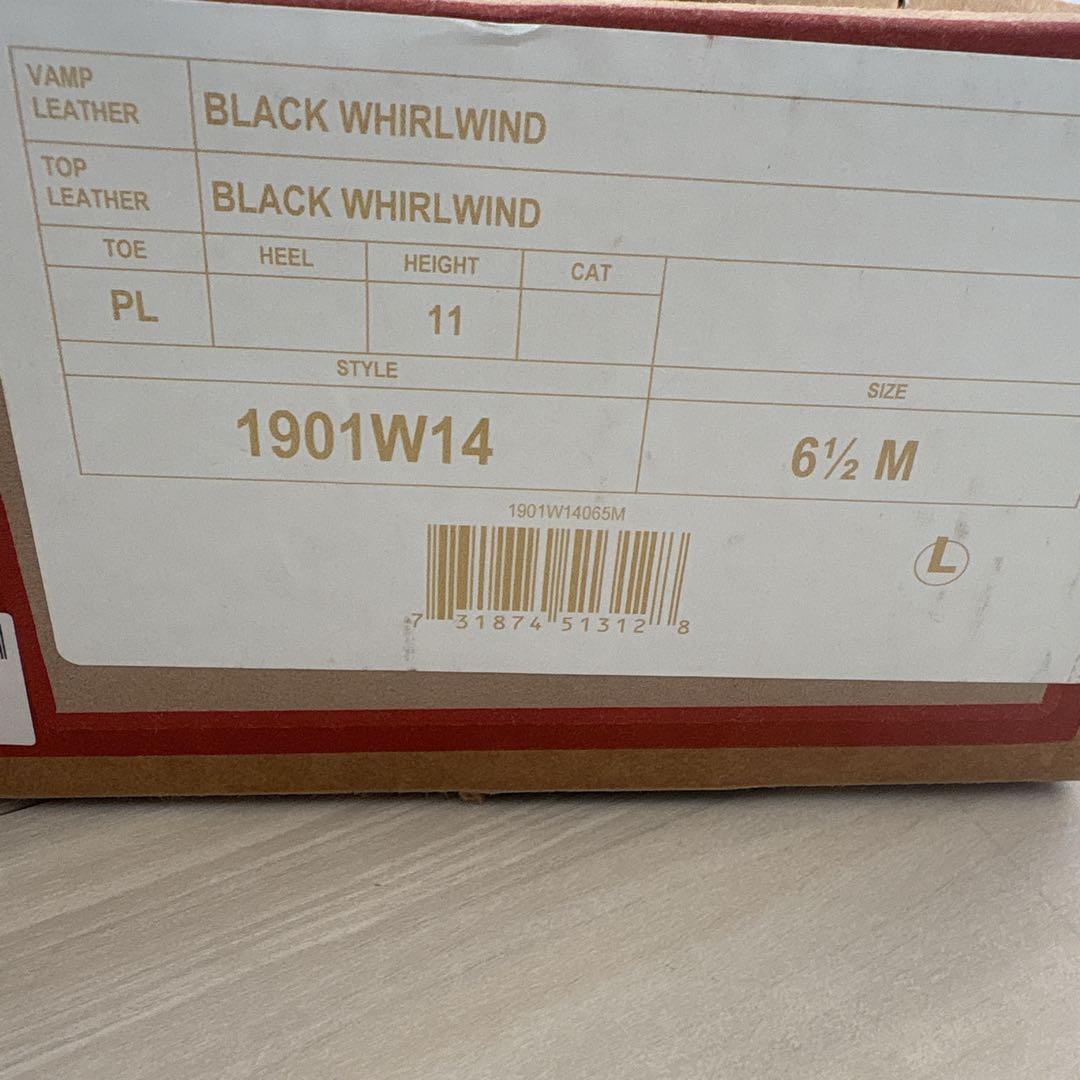 VAMP
LEATHER
BLACK WHIRLWIND
TOP
LEATHER
BLACK WHIRLWIND
TOE HEEL HEIGHT CAT
PL 11
STYLE SIZE
1901W14 6½ M
1901W14065M
L
7 31874 51312 8